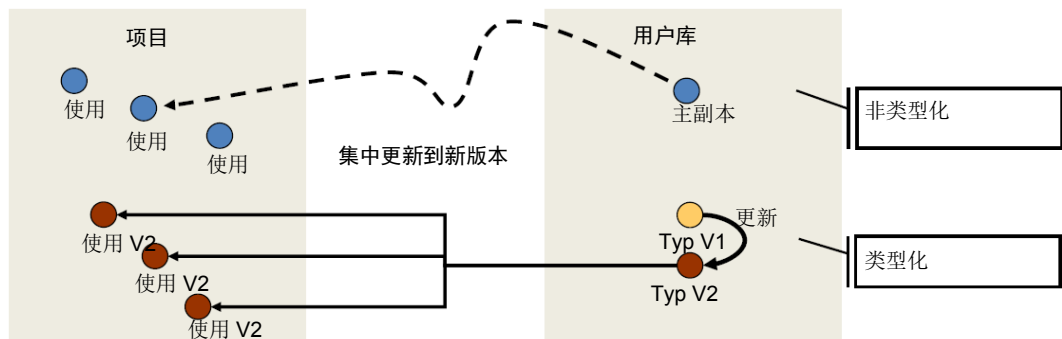 项目
用户库
使用
使用
使用
主副本
非类型化
集中更新到新版本
使用 V2
使用 V2
使用 V2
更新
Typ V1
Typ V2
类型化